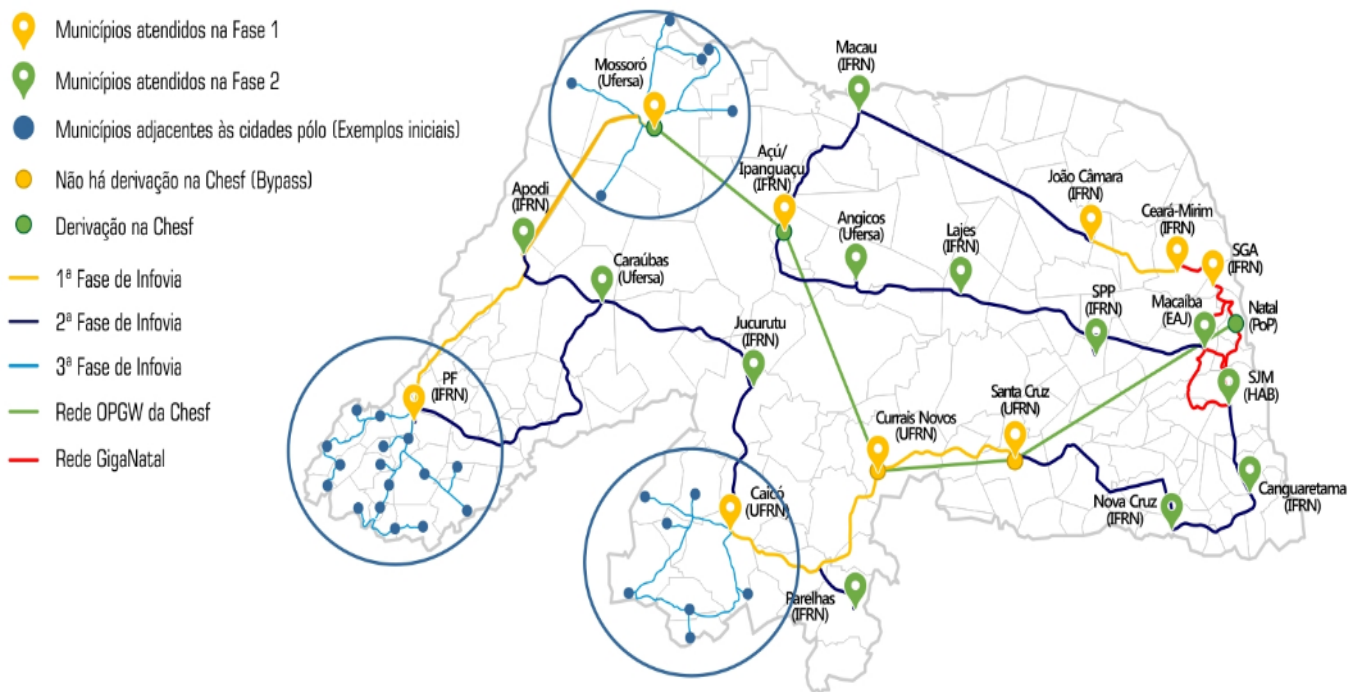 Municípios atendidos na Fase 1
Municípios atendidos na Fase 2
Municípios adjacentes às cidades pólo (Exemplos iniciais)
Não há derivação na Chesf (Bypass)
Derivação na Chesf
1ª Fase de Infovia
2ª Fase de Infovia
3ª Fase de Infovia
Rede OPGW da Chesf
Rede GigaNatal
Mossoró
(Ufersa)
Macau
(IFRN)
Açú/
Ipanguaçu
(IFRN)
João Câmara
(IFRN)
Ceará-Mirim
(IFRN)
SGA
(IFRN)
Apodi
(IFRN)
Angicos
(Ufersa)
Lajes
(IFRN)
Caraúbas
(Ufersa)
SPP
(IFRN)
Macaíba
(EAJ)
Natal
(PoP)
Jucurutu
(IFRN)
PF
(IFRN)
SJM
(HAB)
Santa Cruz
(UFRN)
Currais Novos
(UFRN)
Caicó
(UFRN)
Nova Cruz
(IFRN)
Canguaretama
(IFRN)
Parelhas
(IFRN)